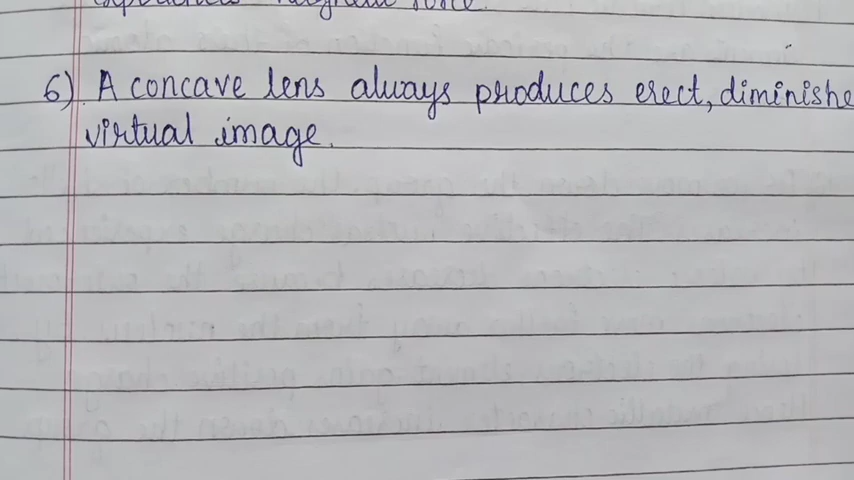 6) A concave lens always produces erect, diminishe
virtual image.